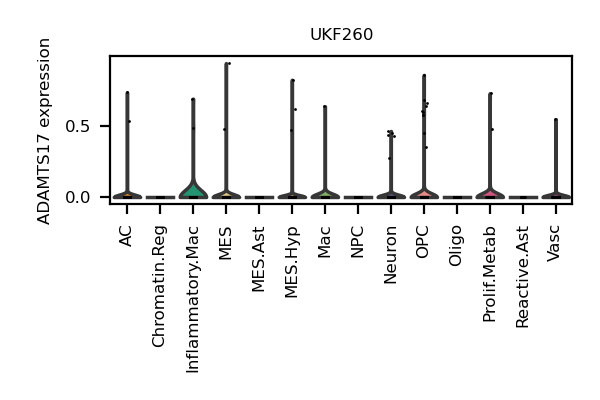 UKF260
ADAMTS17 expression
0.5
0.0
AC
Chromatin.Reg
Inflammatory.Mac
MES
MES.Ast
MES.Hyp
Mac
NPC
Neuron
OPC
Oligo
Prolif.Metab
Reactive.Ast
Vasc